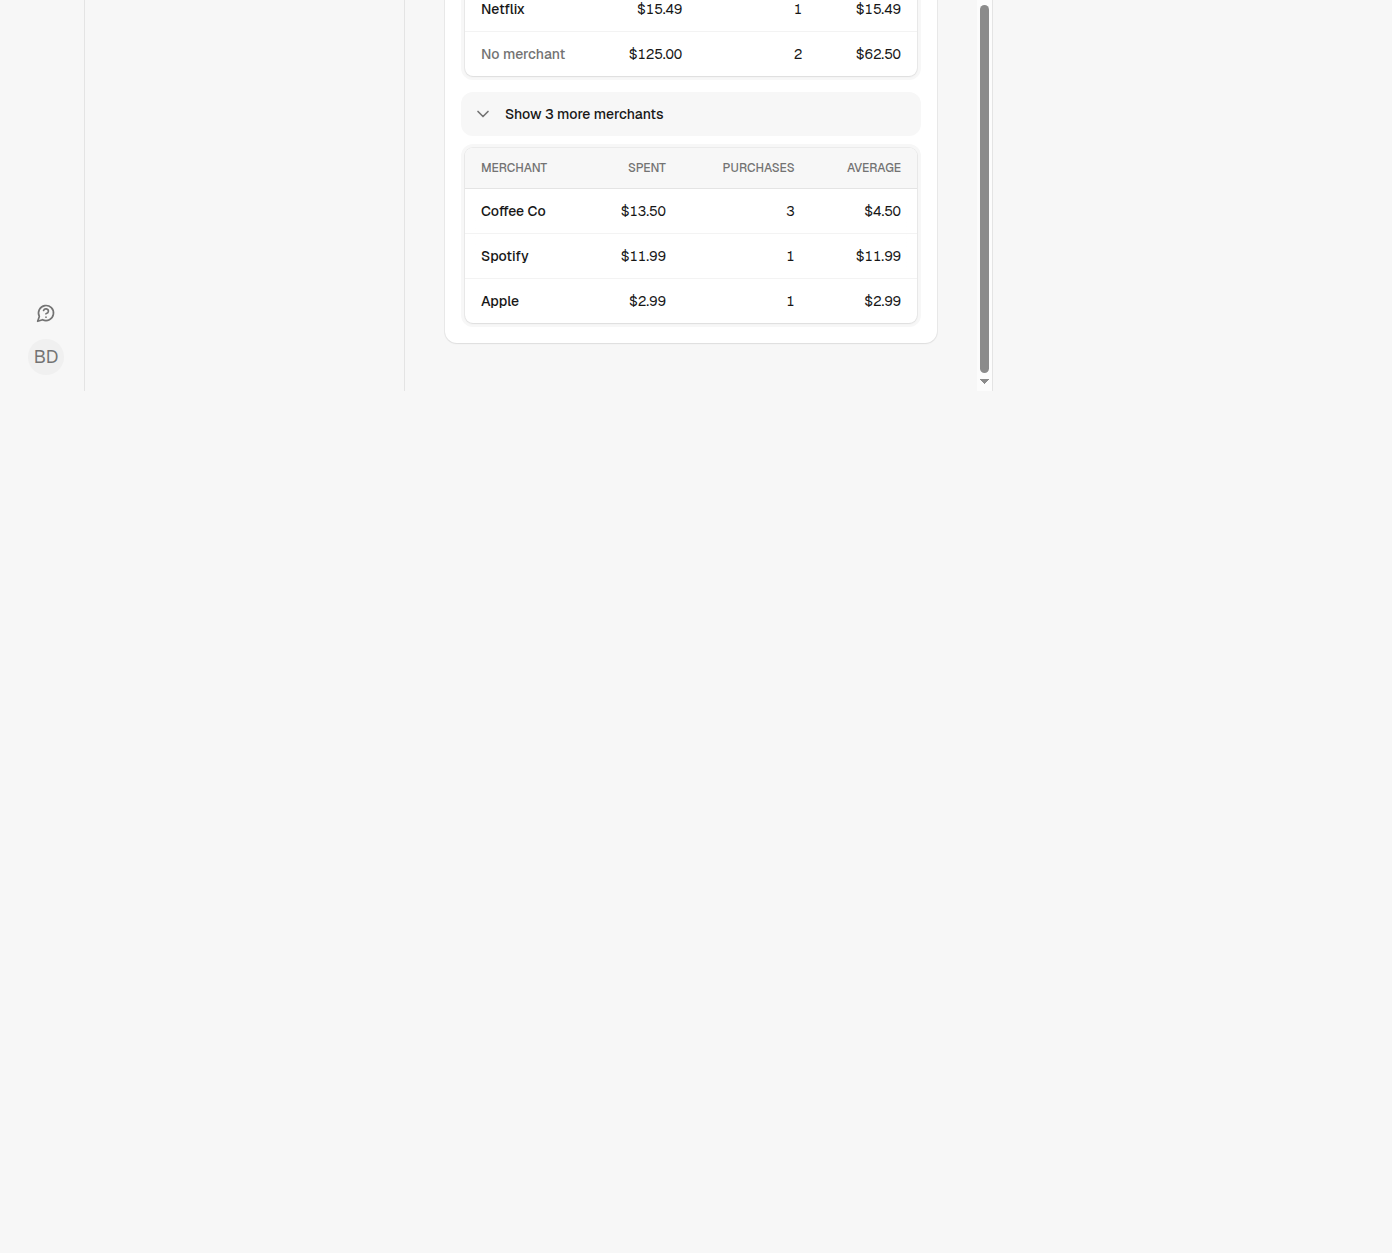 Netflix $15.49 1 $15.49
No merchant $125.00 2 $62.50
Show 3 more merchants
MERCHANT SPENT PURCHASES AVERAGE
Coffee Co $13.50 3 $4.50
Spotify $11.99 1 $11.99
Apple $2.99 1 $2.99
BD